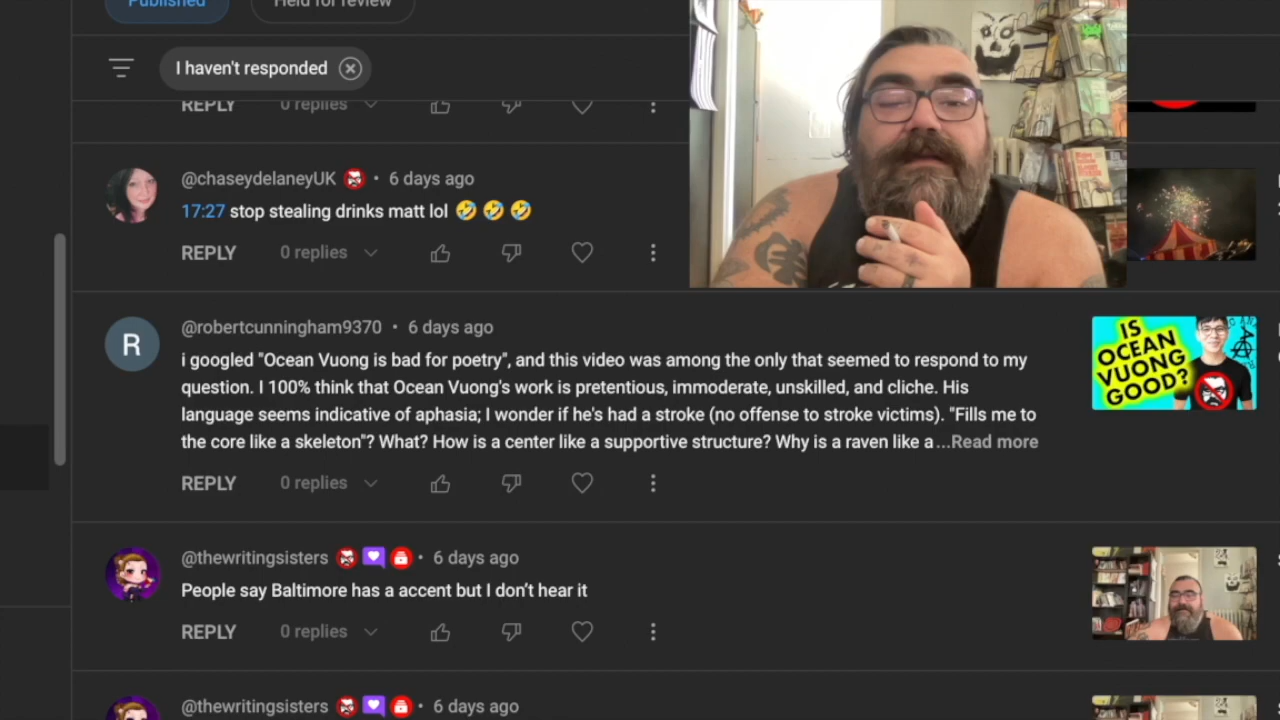 Published
Held for review
I haven't responded
REPLY 0 replies
@chaseydelaneyUK • 6 days ago
17:27 stop stealing drinks matt lol 🤣 🤣 🤣
REPLY 0 replies
@robertcunningham9370 • 6 days ago
R
i googled "Ocean Vuong is bad for poetry", and this video was among the only that seemed to respond to my
question. I 100% think that Ocean Vuong's work is pretentious, immoderate, unskilled, and cliche. His
language seems indicative of aphasia; I wonder if he's had a stroke (no offense to stroke victims). "Fills me to
the core like a skeleton"? What? How is a center like a supportive structure? Why is a raven like a ...Read more
REPLY 0 replies
IS
OCEAN
VUONG
GOOD?
@thewritingsisters • 6 days ago
People say Baltimore has a accent but I don't hear it
REPLY 0 replies
@thewritingsisters • 6 days ago